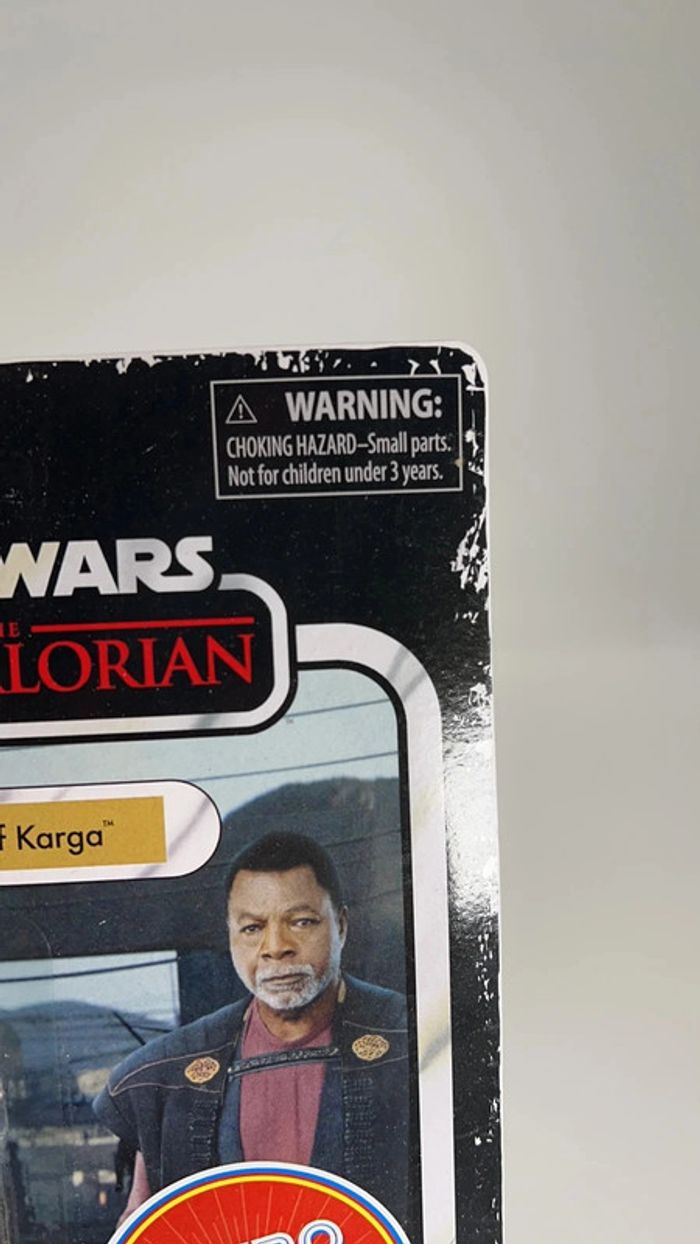 WARNING:
CHOKING HAZARD–Small parts.
Not for children under 3 years.
WARS
LORIAN
f Karga™